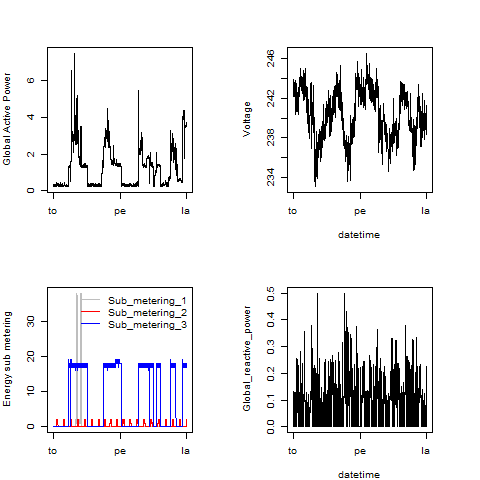 Global Active Power
0 2 4 6
to pe la
Voltage
234 238 242 246
to pe la
datetime
Energy sub metering
0 10 20 30
Sub_metering_1
Sub_metering_2
Sub_metering_3
to pe la
Global_reactive_power
0.0 0.1 0.2 0.3 0.4 0.5
to pe la
datetime